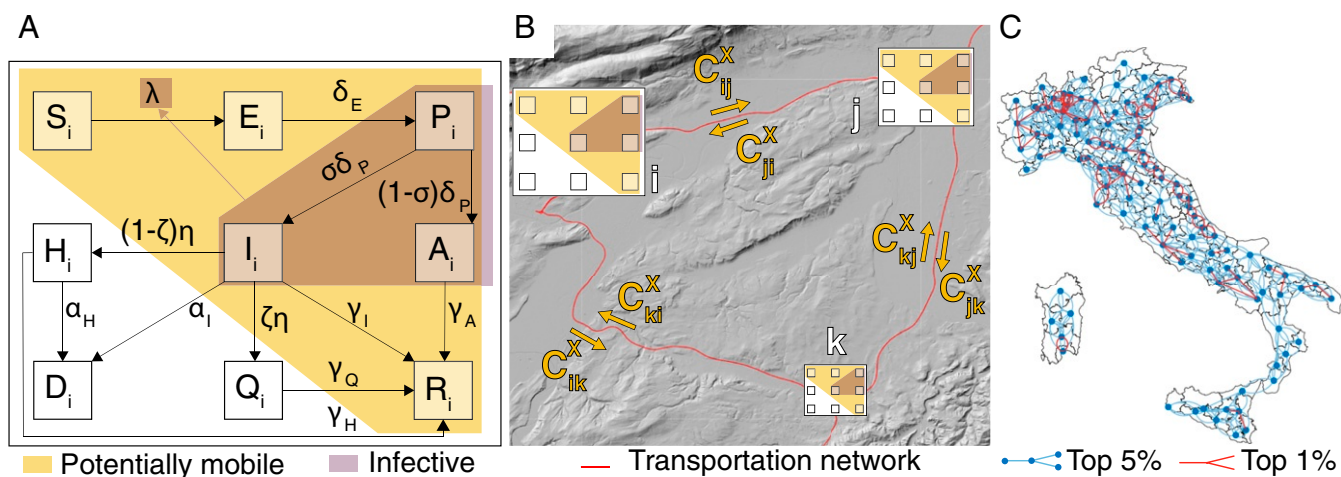 A
B
C
λ
S_i
E_i
P_i
δ_E
σδ_P
(1-σ)δ_P
H_i
(1-ζ)η
I_i
A_i
α_H
α_I
ζη
γ_I
γ_A
D_i
Q_i
γ_Q
R_i
γ_H
Potentially mobile
Infective
C^X_ij
C^X_ji
i
j
C^X_kj
C^X_jk
C^X_ki
C^X_ik
k
Transportation network
Top 5%
Top 1%